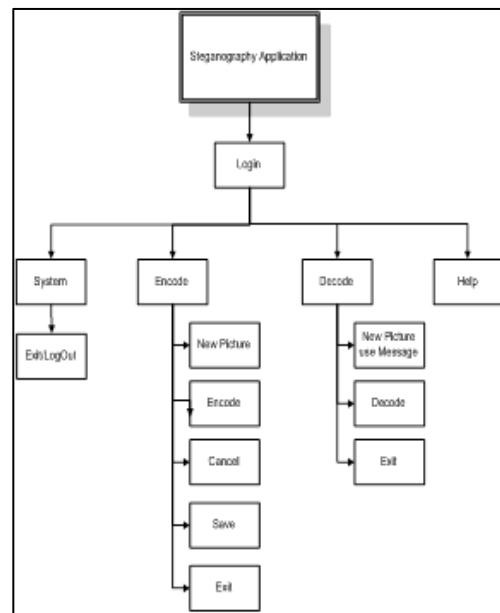 Steganography Application
Login
System
Encode
Decode
Help
Exit/LogOut
New Picture
New Picture
use Message
Encode
Decode
Cancel
Exit
Save
Exit